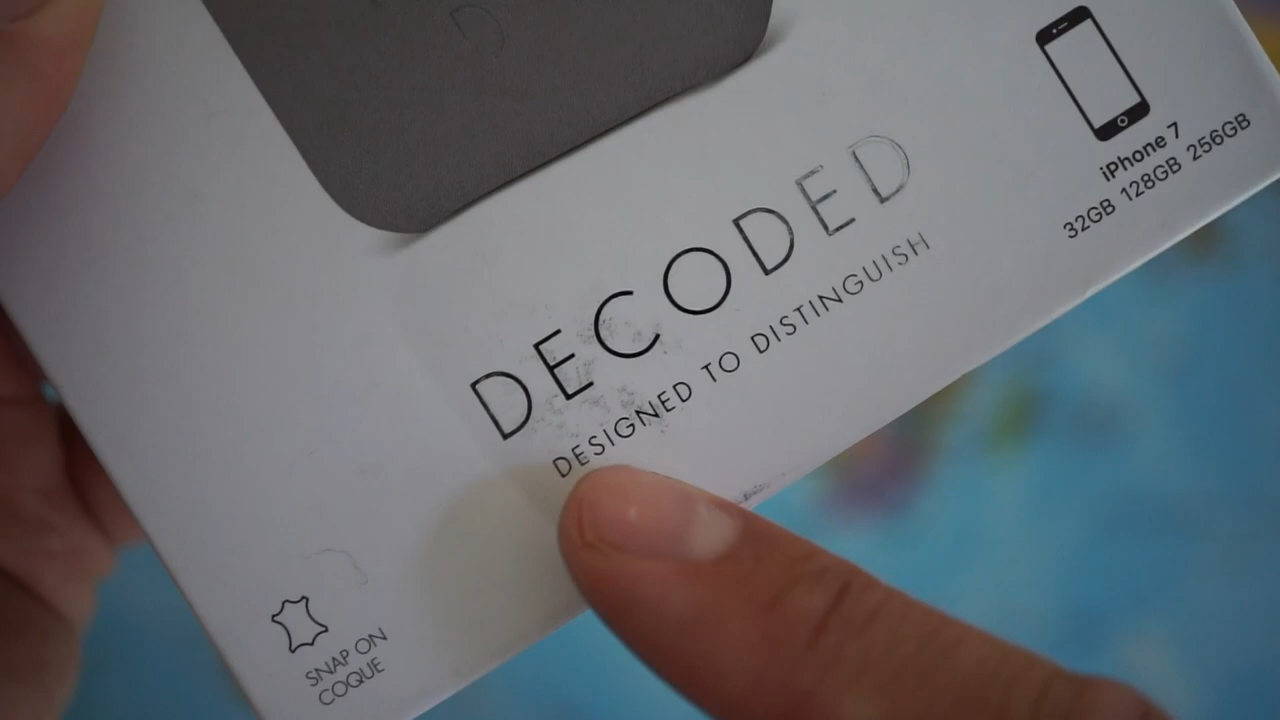 iPhone 7
32GB 128GB 256GB
DECODED
DESIGNED TO DISTINGUISH
SNAP ON
COQUE